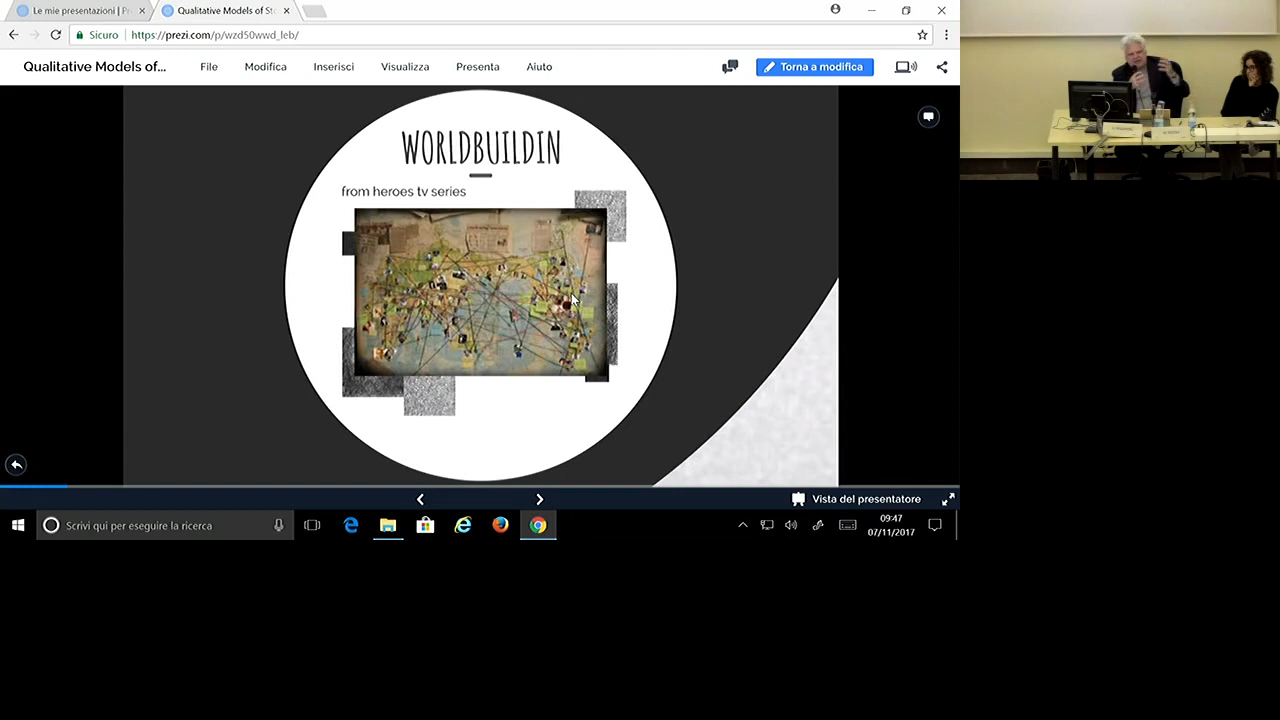 Le mie presentazioni | Pr
Qualitative Models of Sto
Sicuro
https://prezi.com/p/wzd50wwd_leb/
Qualitative Models of...
File
Modifica
Inserisci
Visualizza
Presenta
Aiuto
Torna a modifica
WORLDBUILDIN
from heroes tv series
Vista del presentatore
Scrivi qui per eseguire la ricerca
09:47
07/11/2017